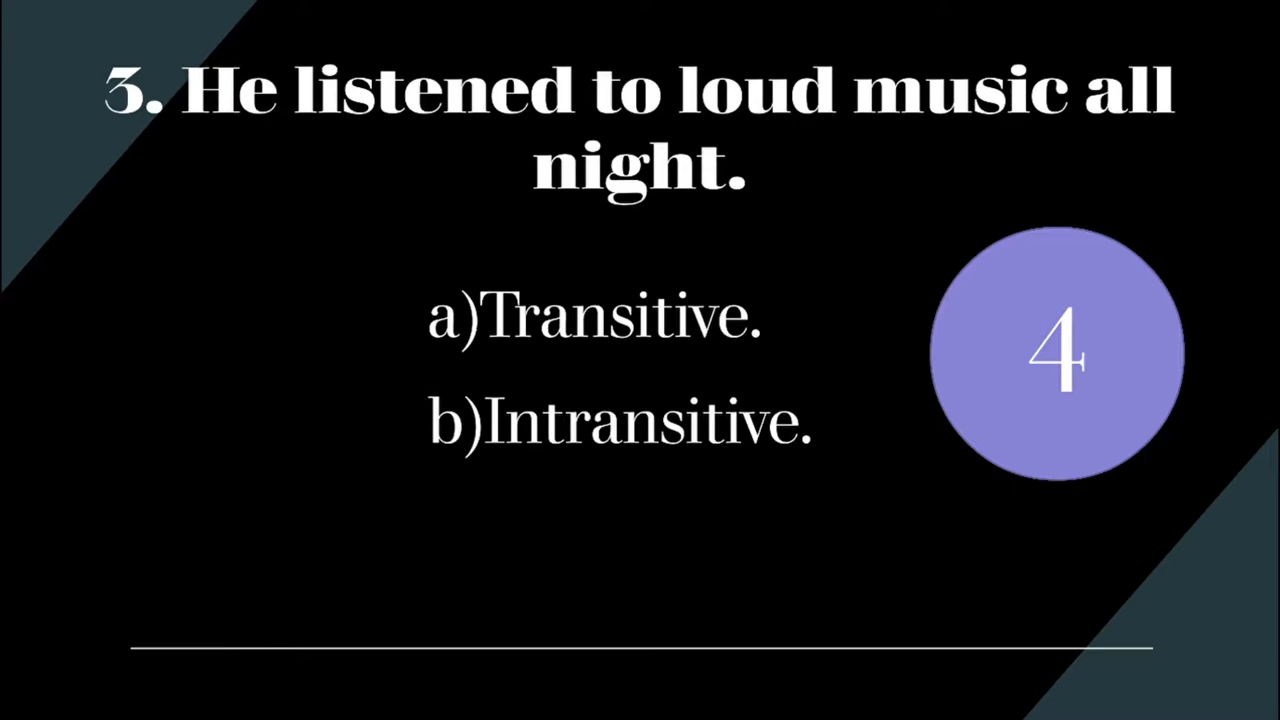 3. He listened to loud music all
night.
a)Transitive.
b)Intransitive.
4